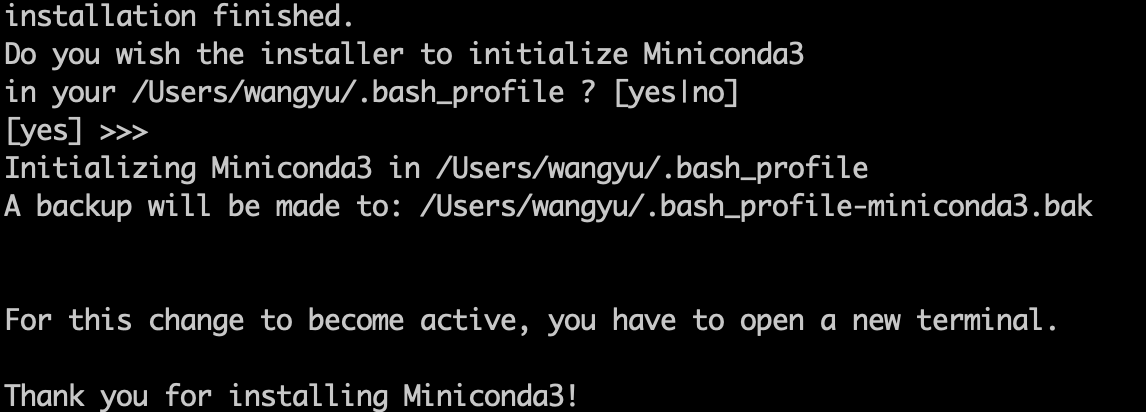 installation finished.
Do you wish the installer to initialize Miniconda3
in your /Users/wangyu/.bash_profile ? [yes|no]
[yes] >>>
Initializing Miniconda3 in /Users/wangyu/.bash_profile
A backup will be made to: /Users/wangyu/.bash_profile-miniconda3.bak
For this change to become active, you have to open a new terminal.
Thank you for installing Miniconda3!